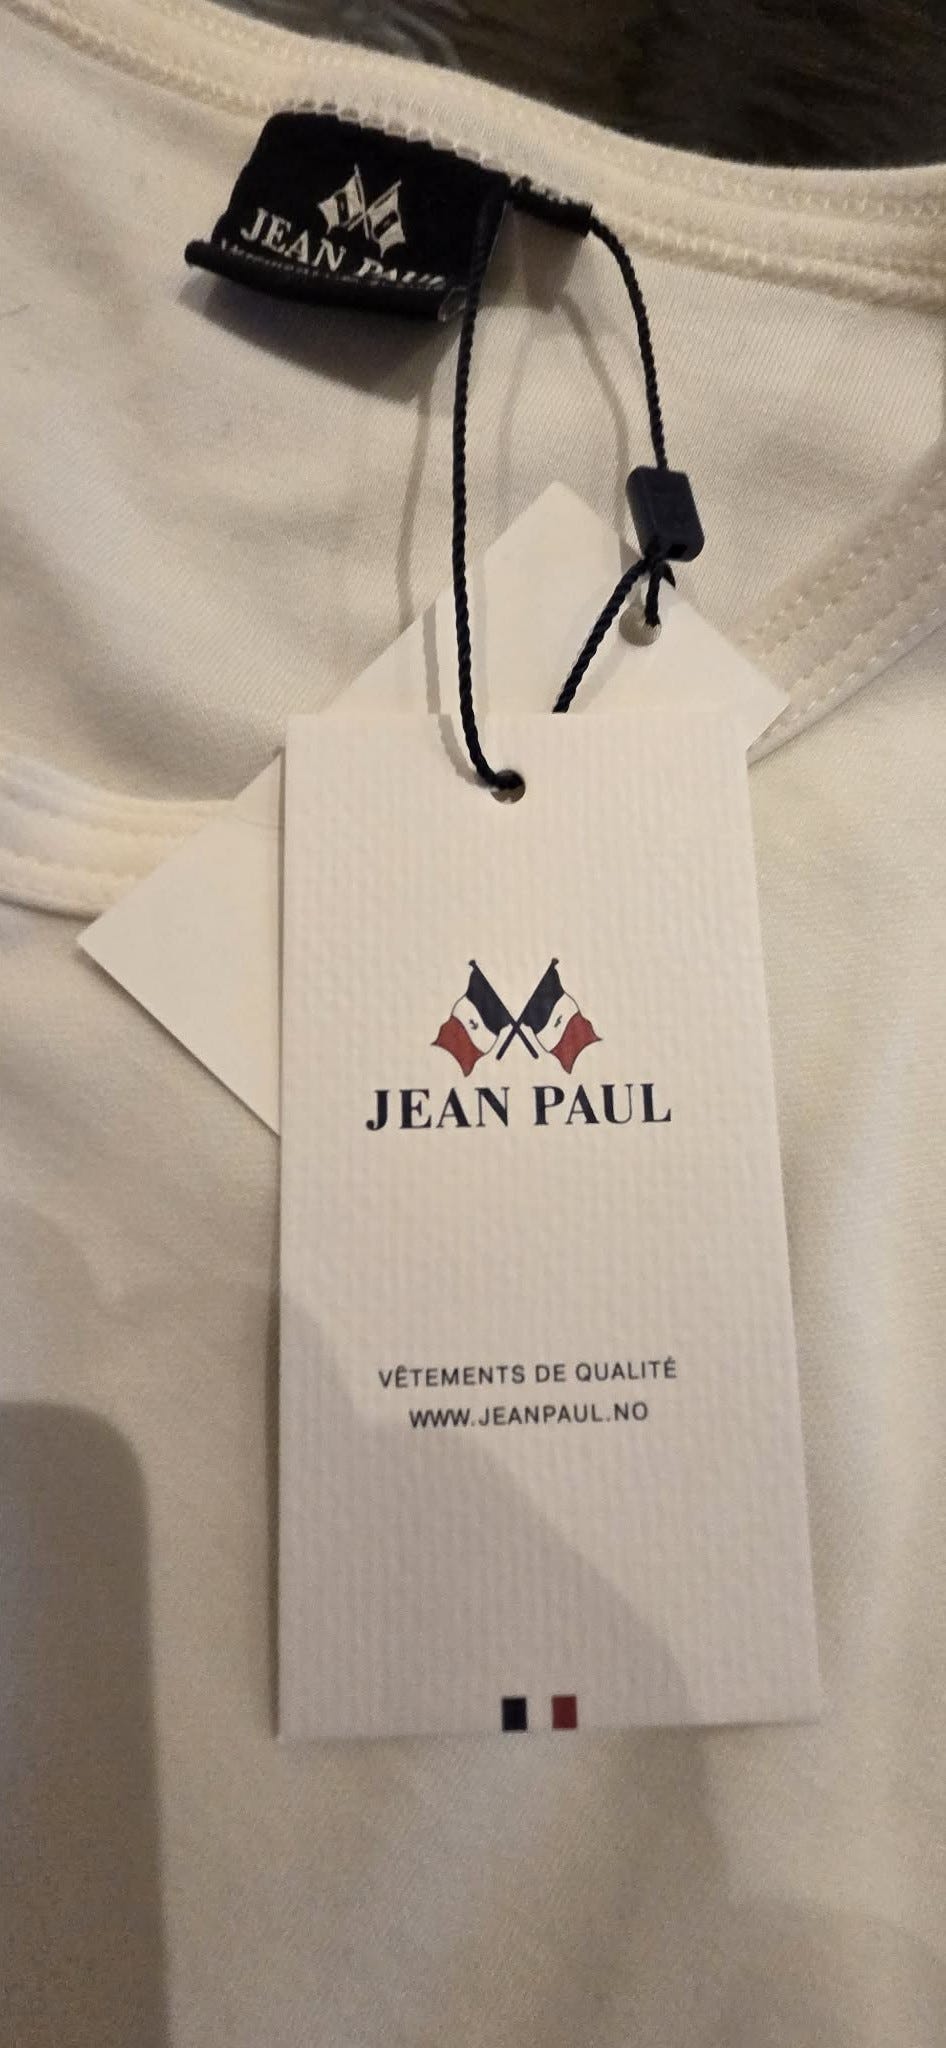 JEAN PAUL
JEAN PAUL
VÊTEMENTS DE QUALITÉ
WWW.JEANPAUL.NO